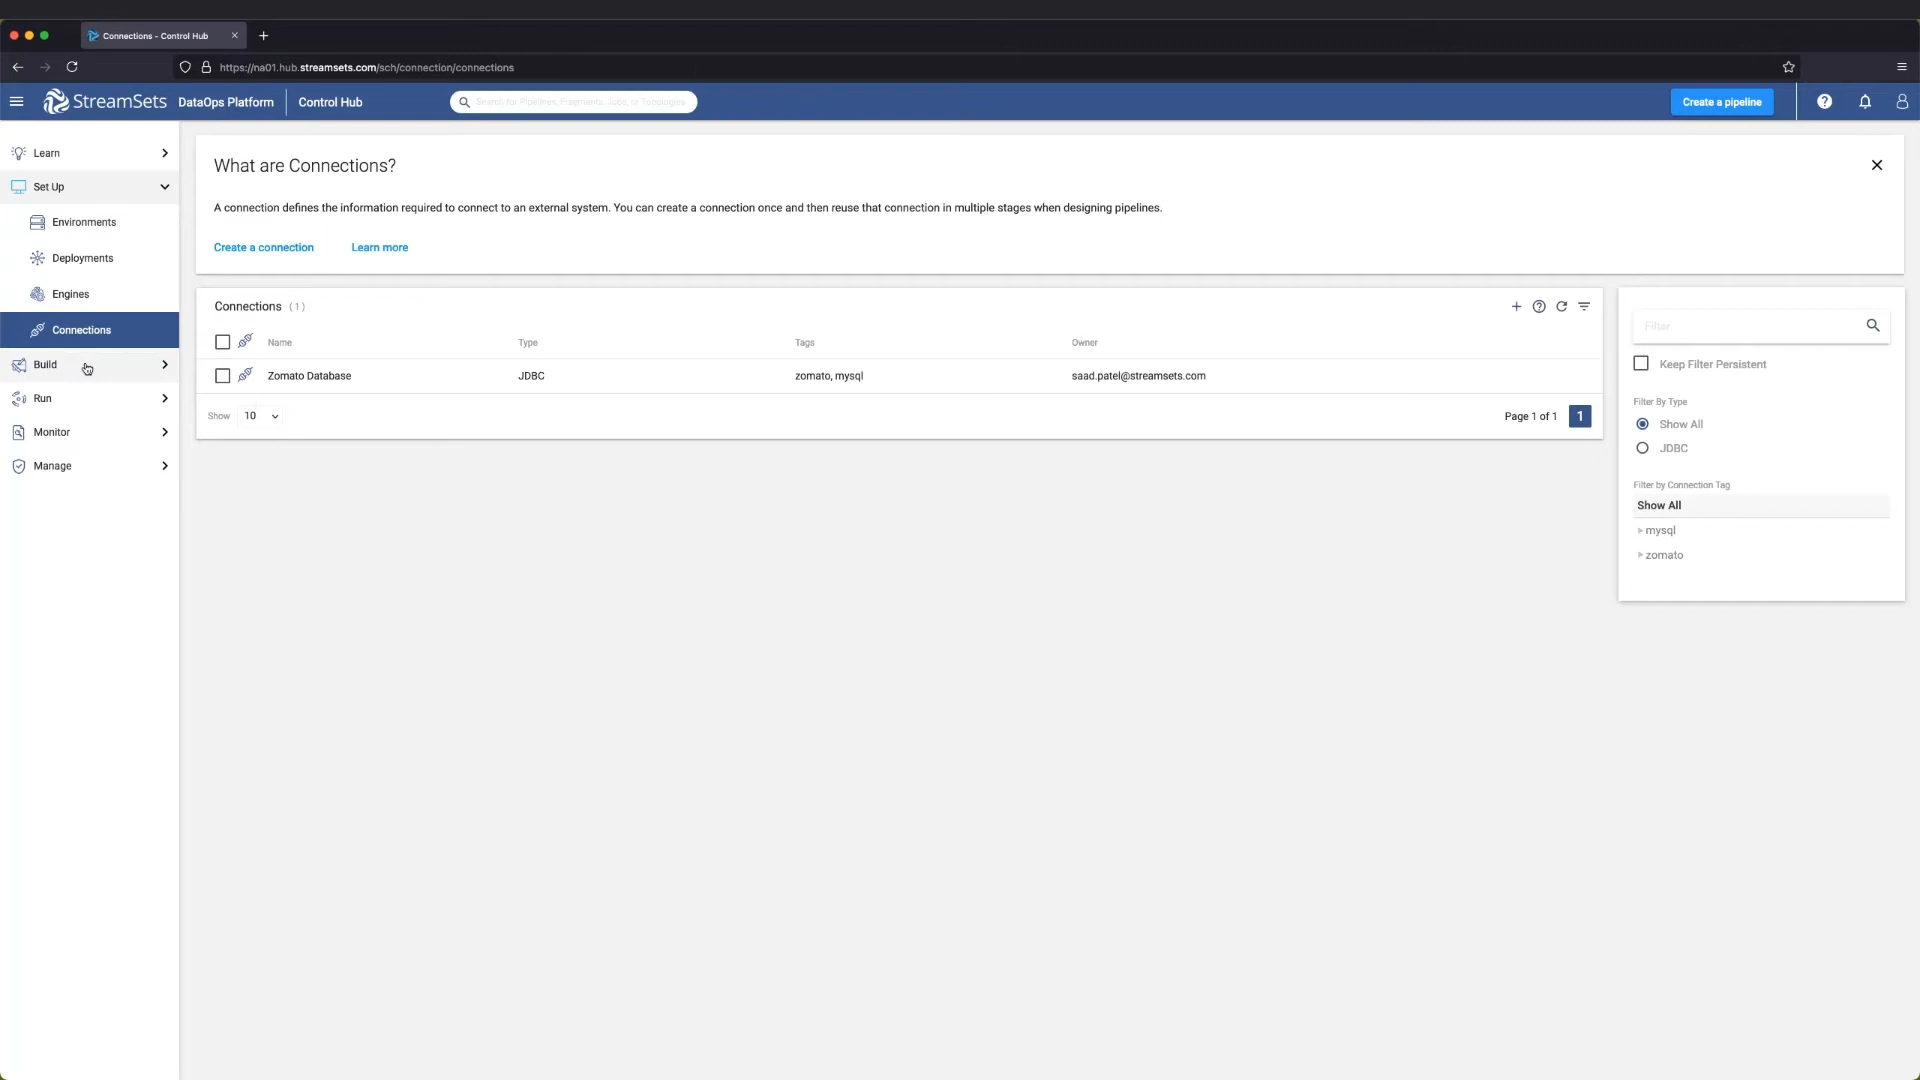 Connections - Control Hub
https://na01.hub.streamsets.com/sch/connection/connections
StreamSets DataOps Platform Control Hub
Search for Pipelines, Fragments, Jobs, or Topologies
Create a pipeline
Learn
Set Up
Environments
Deployments
Engines
Connections
Build
Run
Monitor
Manage
What are Connections?
A connection defines the information required to connect to an external system. You can create a connection once and then reuse that connection in multiple stages when designing pipelines.
Create a connection Learn more
Connections (1)
Name Type Tags Owner
Zomato Database JDBC zomato, mysql saad.patel@streamsets.com
Show 10 Page 1 of 1 1
Filter
Keep Filter Persistent
Filter By Type
Show All
JDBC
Filter by Connection Tag
Show All
mysql
zomato